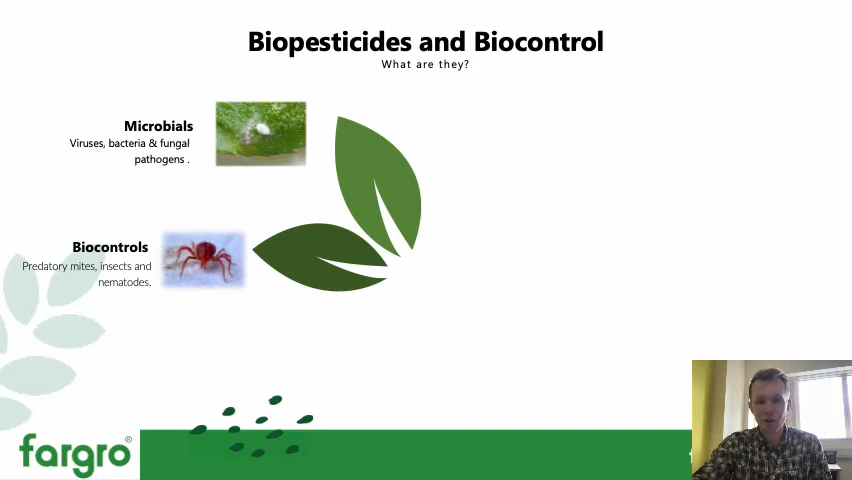 Biopesticides and Biocontrol
What are they?
Microbials
Viruses, bacteria & fungal
pathogens .
Biocontrols
Predatory mites, insects and
nematodes.
fargro®